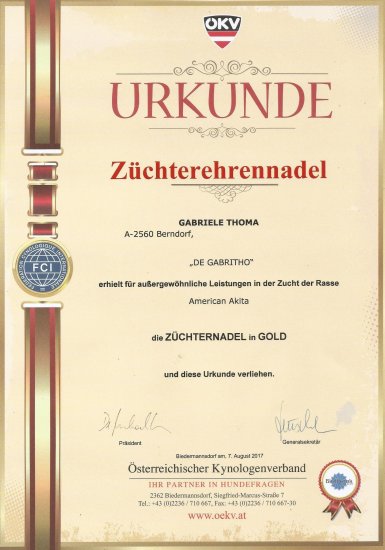 ÖKV
URKUNDE
Züchterehrennadel
GABRIELE THOMA
A-2560 Berndorf,
„DE GABRITHO"
erhielt für außergewöhnliche Leistungen in der Zucht der Rasse
American Akita
die ZÜCHTERNADEL in GOLD
und diese Urkunde verliehen.
FCI
Präsident
Generalsekretär
Biedermannsdorf am, 7. August 2017
Österreichischer Kynologenverband
IHR PARTNER IN HUNDEFRAGEN
2362 Biedermannsdorf, Siegfried-Marcus-Straße 7
Tel.: +43 (0)2236 / 710 667, Fax: +43 (0)2236 / 710 667-30
www.oekv.at